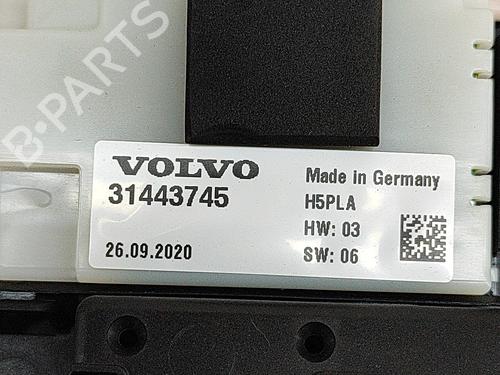 B-PARTS
VOLVO
31443745
26.09.2020
Made in Germany
H5PLA
HW: 03
SW: 06